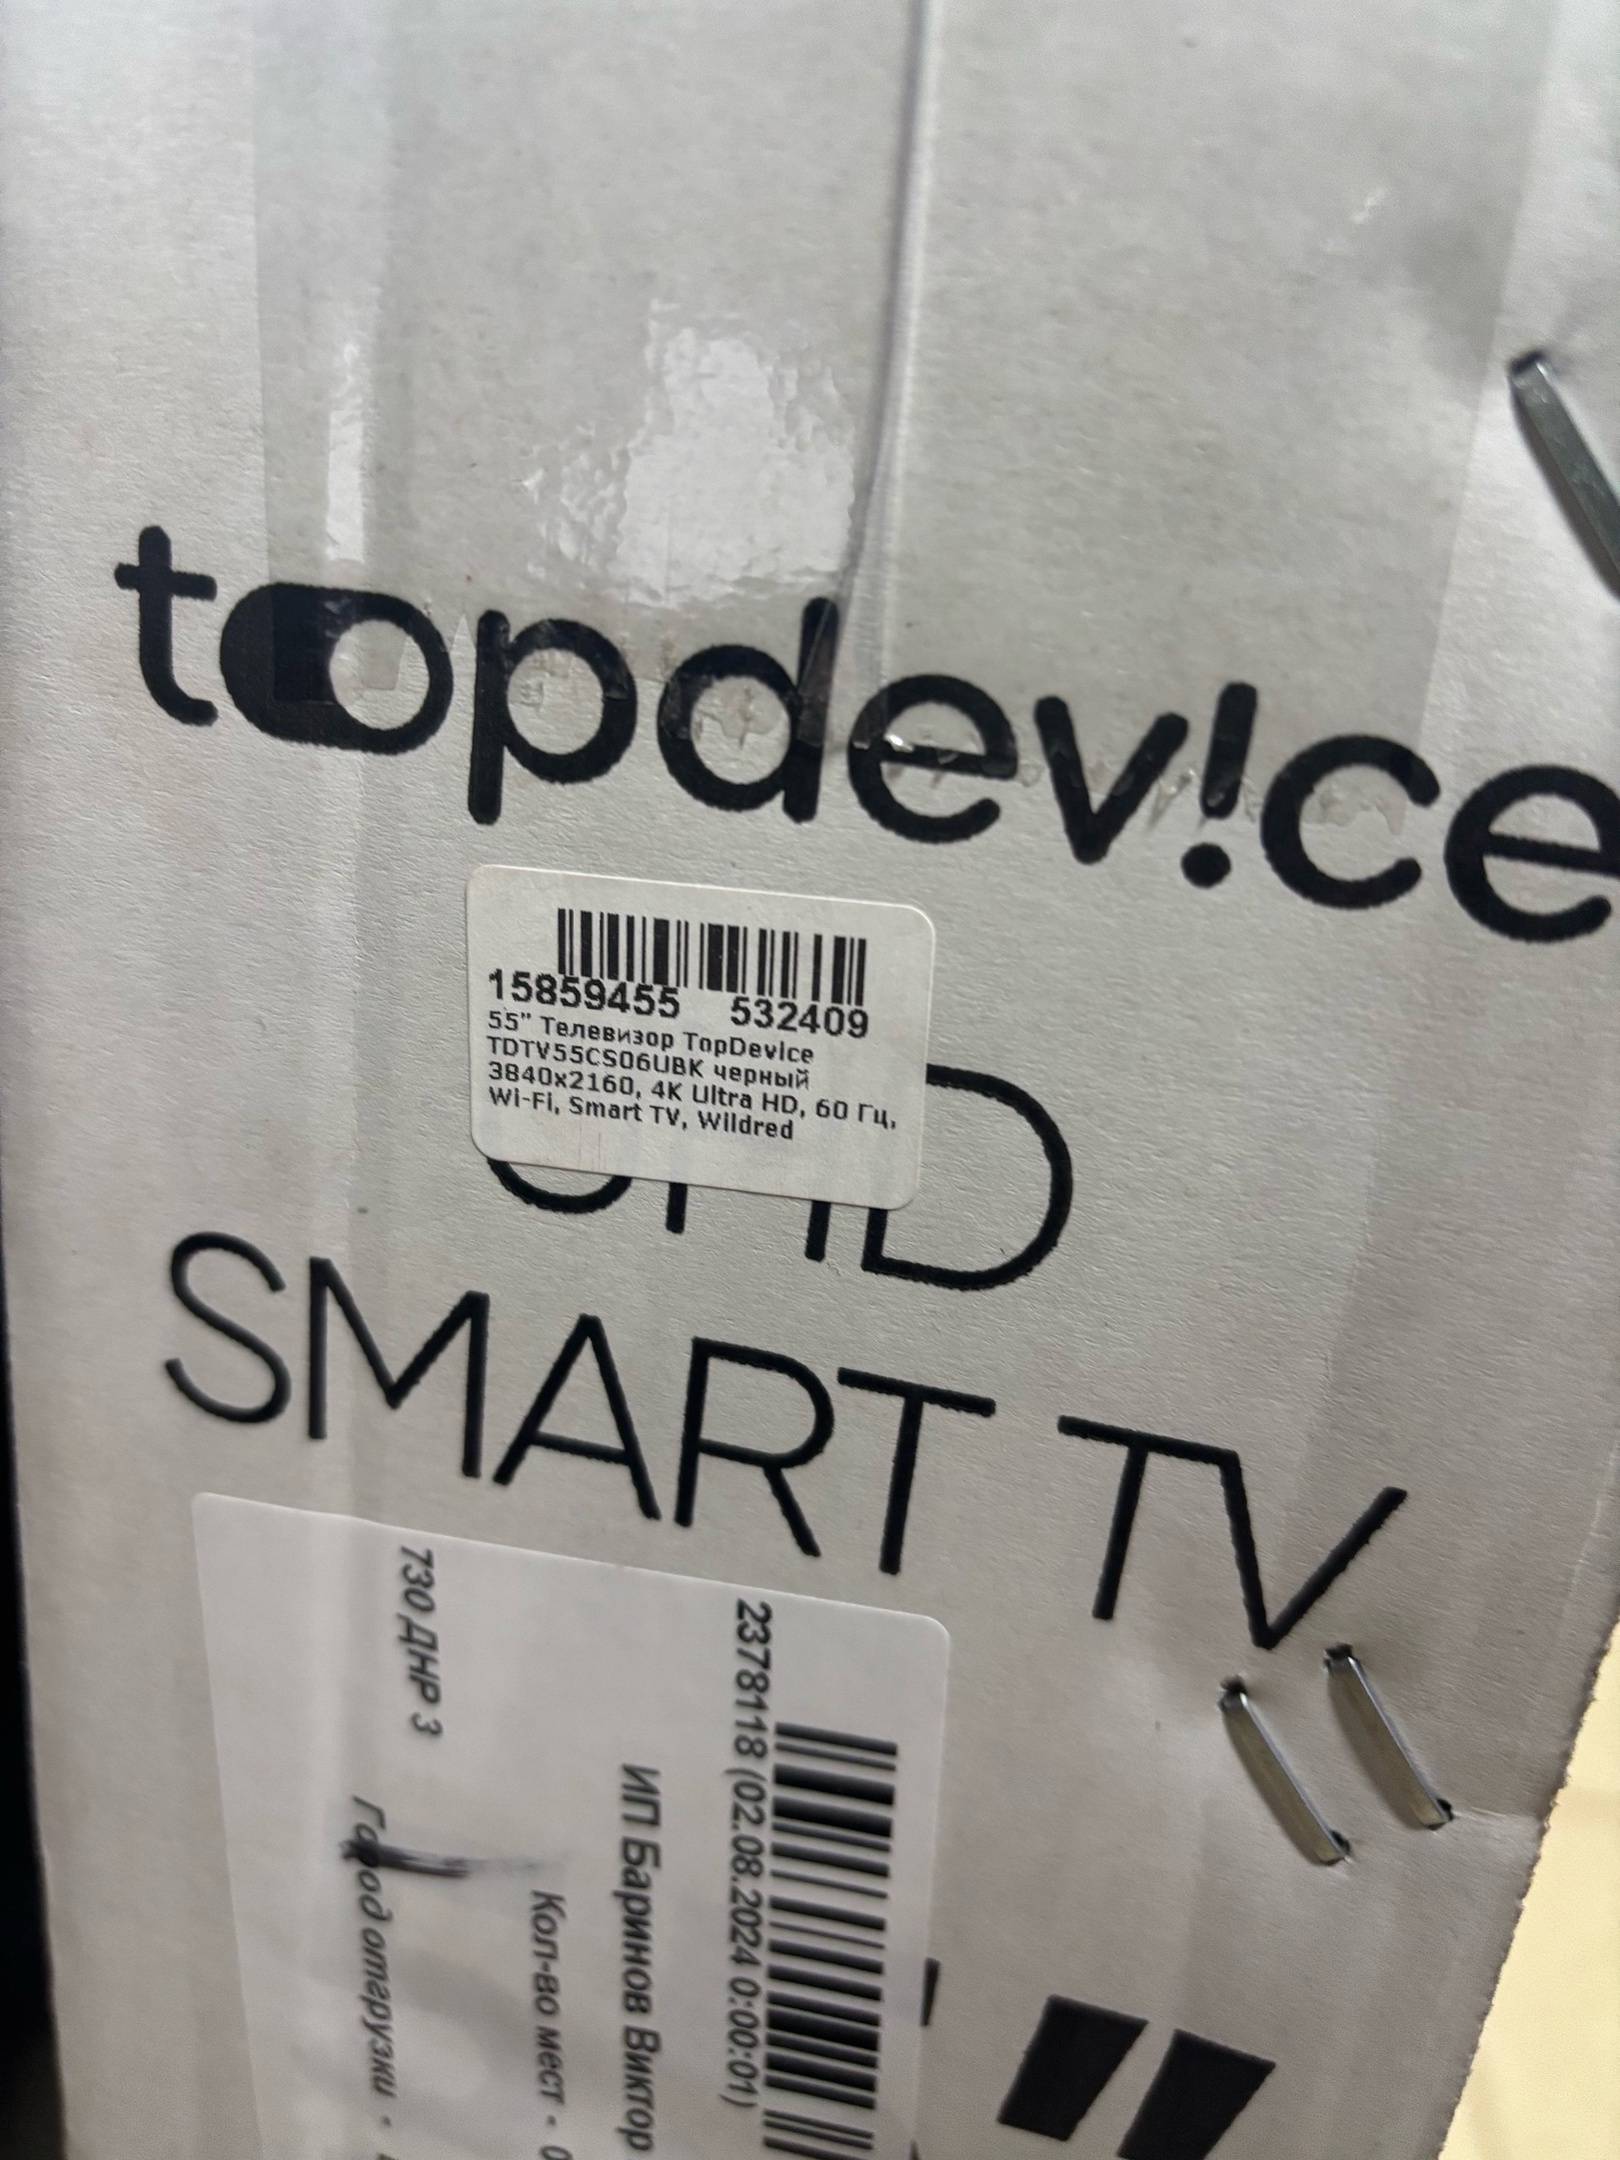 topdev!ce
15859455 532409
55" Телевизор TopDevice
TDTV55CS06UBK черный
3840x2160, 4K Ultra HD, 60 Гц,
Wi-Fi, Smart TV, Wildred
UHD
SMART TV
2378118 (02.08.2024 0:00:01)
ИП Баринов Виктор
Кол-во мест - 0
730 ДНР 3
Город отгрузки -
"